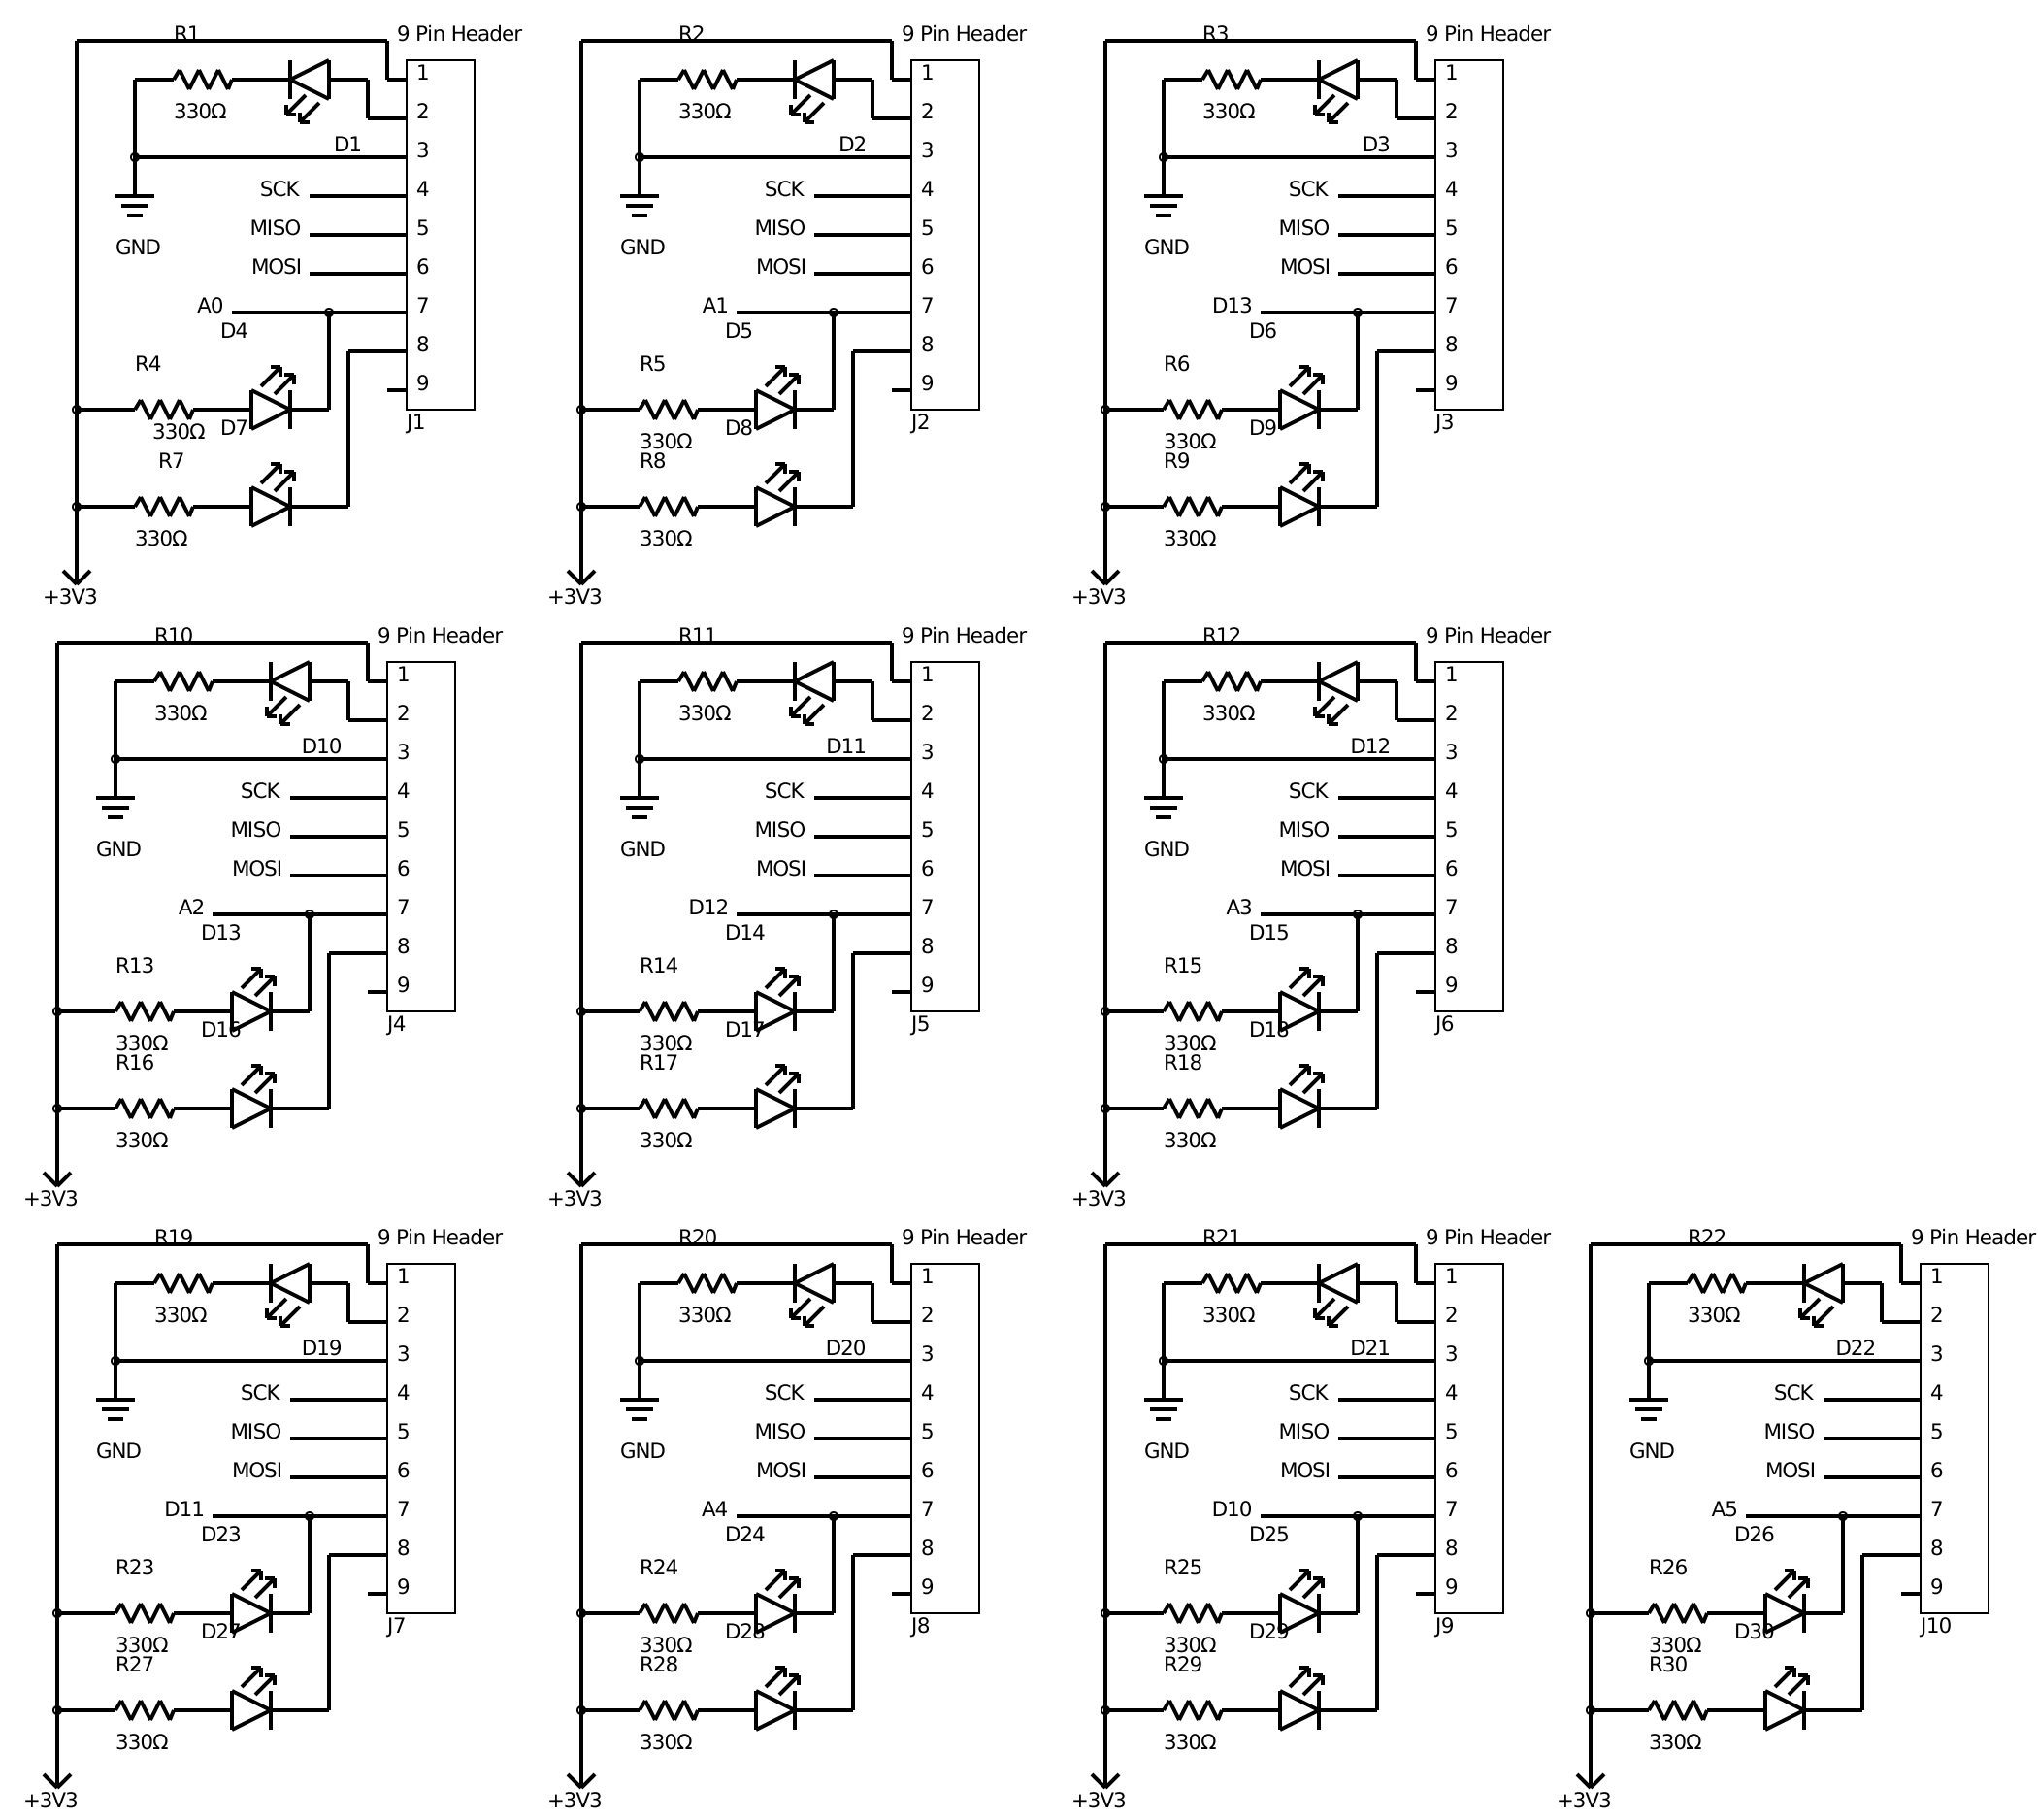 R1 9 Pin Header
1
330Ω 2
D1 3
SCK 4
MISO 5
GND MOSI 6
A0 7
D4
8
R4 9
330Ω D7 J1
R7
330Ω
+3V3
R2 9 Pin Header
1
330Ω 2
D2 3
SCK 4
MISO 5
GND MOSI 6
A1 7
D5
8
R5 9
D8 J2
330Ω
R8
330Ω
+3V3
R3 9 Pin Header
1
330Ω 2
D3 3
SCK 4
MISO 5
GND MOSI 6
D13 7
D6
8
R6 9
D9 J3
330Ω
R9
330Ω
+3V3
R10 9 Pin Header
1
330Ω 2
D10 3
SCK 4
MISO 5
GND MOSI 6
A2 7
D13
8
R13 9
D16 J4
330Ω
R16
330Ω
+3V3
R11 9 Pin Header
1
330Ω 2
D11 3
SCK 4
MISO 5
GND MOSI 6
D12 7
D14
8
R14 9
D17 J5
330Ω
R17
330Ω
+3V3
R12 9 Pin Header
1
330Ω 2
D12 3
SCK 4
MISO 5
GND MOSI 6
A3 7
D15
8
R15 9
D18 J6
330Ω
R18
330Ω
+3V3
R19 9 Pin Header
1
330Ω 2
D19 3
SCK 4
MISO 5
GND MOSI 6
D11 7
D23
8
R23 9
D27 J7
330Ω
R27
330Ω
+3V3
R20 9 Pin Header
1
330Ω 2
D20 3
SCK 4
MISO 5
GND MOSI 6
A4 7
D24
8
R24 9
D28 J8
330Ω
R28
330Ω
+3V3
R21 9 Pin Header
1
330Ω 2
D21 3
SCK 4
MISO 5
GND MOSI 6
D10 7
D25
8
R25 9
D29 J9
330Ω
R29
330Ω
+3V3
R22 9 Pin Header
1
330Ω 2
D22 3
SCK 4
MISO 5
GND MOSI 6
A5 7
D26
8
R26 9
D30 J10
330Ω
R30
330Ω
+3V3